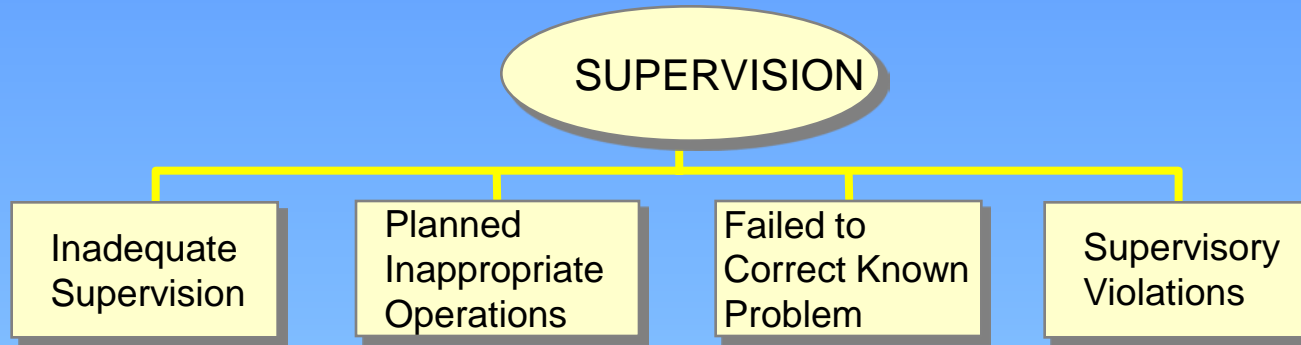 SUPERVISION
Inadequate
Supervision
Planned
Inappropriate
Operations
Failed to
Correct Known
Problem
Supervisory
Violations